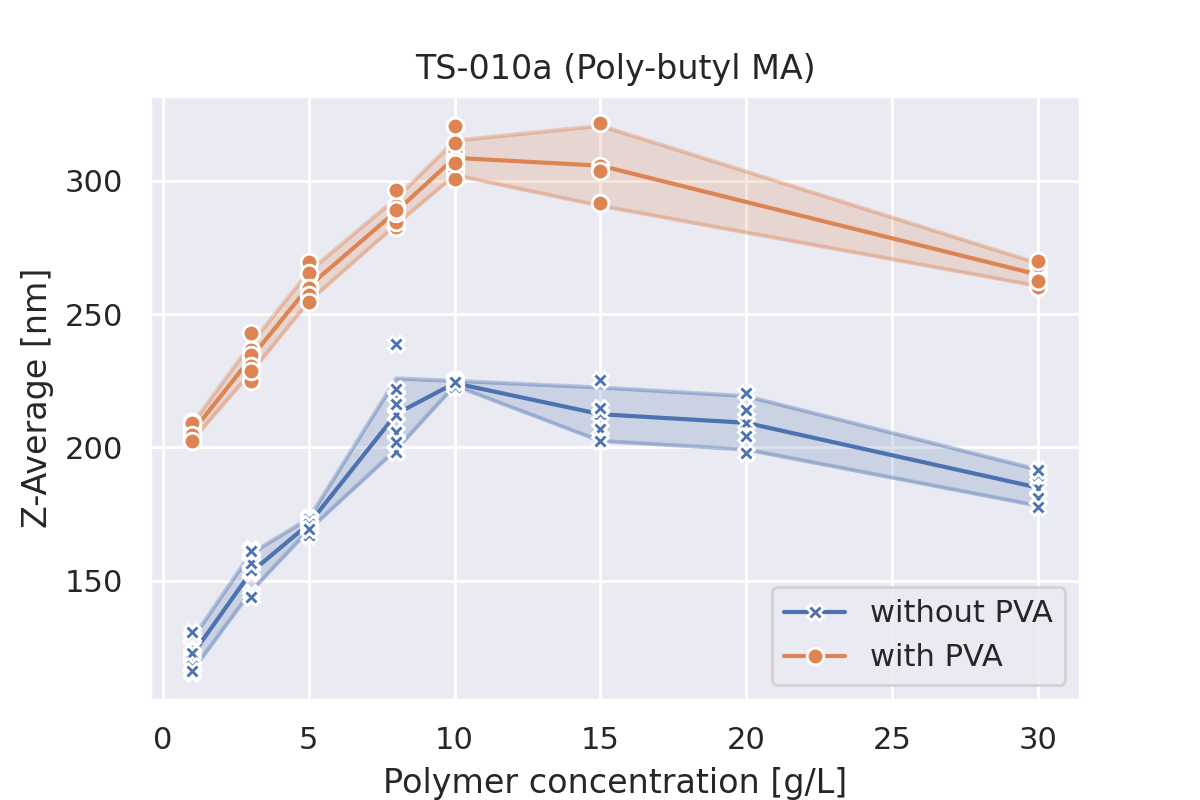 TS-010a (Poly-butyl MA)
Z-Average [nm]
300
250
200
150
without PVA
with PVA
0 5 10 15 20 25 30
Polymer concentration [g/L]